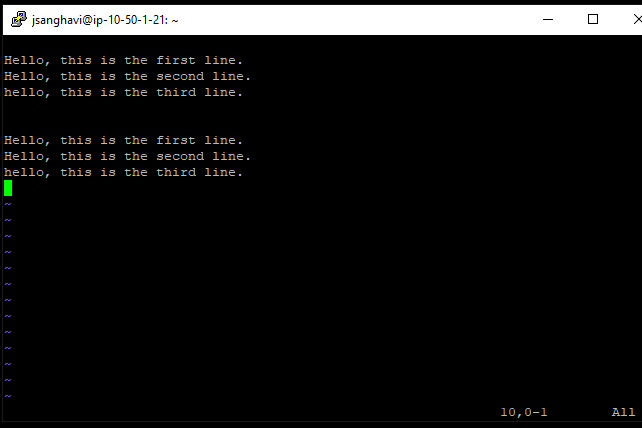 jsanghavi@ip-10-50-1-21: ~
Hello, this is the first line.
Hello, this is the second line.
hello, this is the third line.
Hello, this is the first line.
Hello, this is the second line.
hello, this is the third line.
~
~
~
~
~
~
~
~
~
~
~
~
~
10,0-1 All